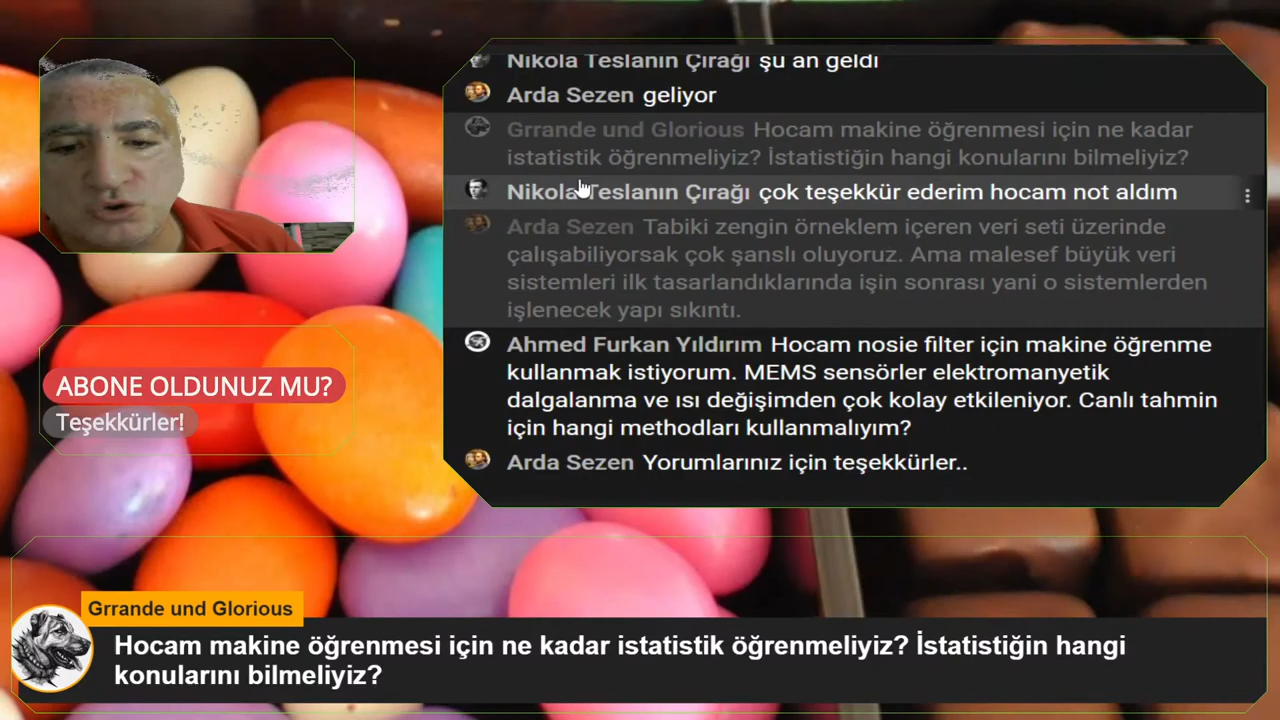 Nikola Teslanın Çırağı şu an geldi
Arda Sezen geliyor
Grrande und Glorious Hocam makine öğrenmesi için ne kadar
istatistik öğrenmeliyiz? İstatistiğin hangi konularını bilmeliyiz?
Nikola Teslanın Çırağı çok teşekkür ederim hocam not aldım
Arda Sezen Tabiki zengin örneklem içeren veri seti üzerinde
çalışabiliyorsak çok şanslı oluyoruz. Ama malesef büyük veri
sistemleri ilk tasarlandıklarında işin sonrası yani o sistemlerden
işlenecek yapı sıkıntı.
Ahmed Furkan Yıldırım Hocam nosie filter için makine öğrenme
kullanmak istiyorum. MEMS sensörler elektromanyetik
dalgalanma ve ısı değişimden çok kolay etkileniyor. Canlı tahmin
için hangi methodları kullanmalıyım?
Arda Sezen Yorumlarınız için teşekkürler..
ABONE OLDUNUZ MU?
Teşekkürler!
Grrande und Glorious
Hocam makine öğrenmesi için ne kadar istatistik öğrenmeliyiz? İstatistiğin hangi
konularını bilmeliyiz?